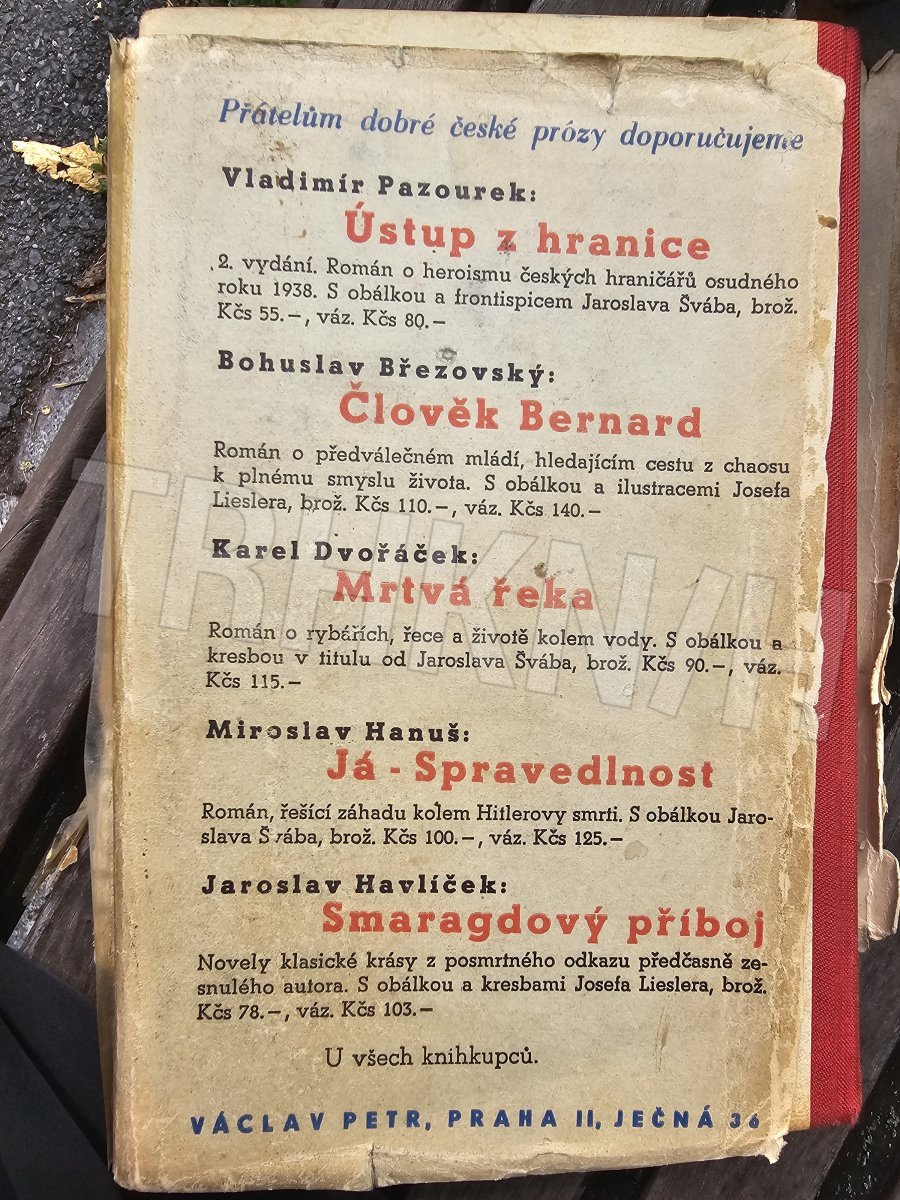 Přátelům dobré české prózy doporučujeme
Vladimír Pazourek:
Ústup z hranice
2. vydání. Román o heroismu českých hraničářů osudného
roku 1938. S obálkou a frontispicem Jaroslava Švába, brož.
Kčs 55.–, váz. Kčs 80.–
Bohuslav Březovský:
Člověk Bernard
Román o předválečném mládí, hledajícím cestu z chaosu
k plnému smyslu života. S obálkou a ilustracemi Josefa
Lieslera, brož. Kčs 110.–, váz. Kčs 140.–
Karel Dvořáček:
Mrtvá řeka
Román o rybářích, řece a životě kolem vody. S obálkou a
kresbou v titulu od Jaroslava Švába, brož. Kčs 90.–, váz.
Kčs 115.–
Miroslav Hanuš:
Já - Spravedlnost
Román, řešící záhadu kolem Hitlerovy smrti. S obálkou Jaro-
slava Švába, brož. Kčs 100.–, váz. Kčs 125.–
Jaroslav Havlíček:
Smaragdový příboj
Novely klasické krásy z posmrtného odkazu předčasně ze-
snulého autora. S obálkou a kresbami Josefa Lieslera, brož.
Kčs 78.–, váz. Kčs 103.–
U všech knihkupců.
VÁCLAV PETR, PRAHA II, JEČNÁ 36